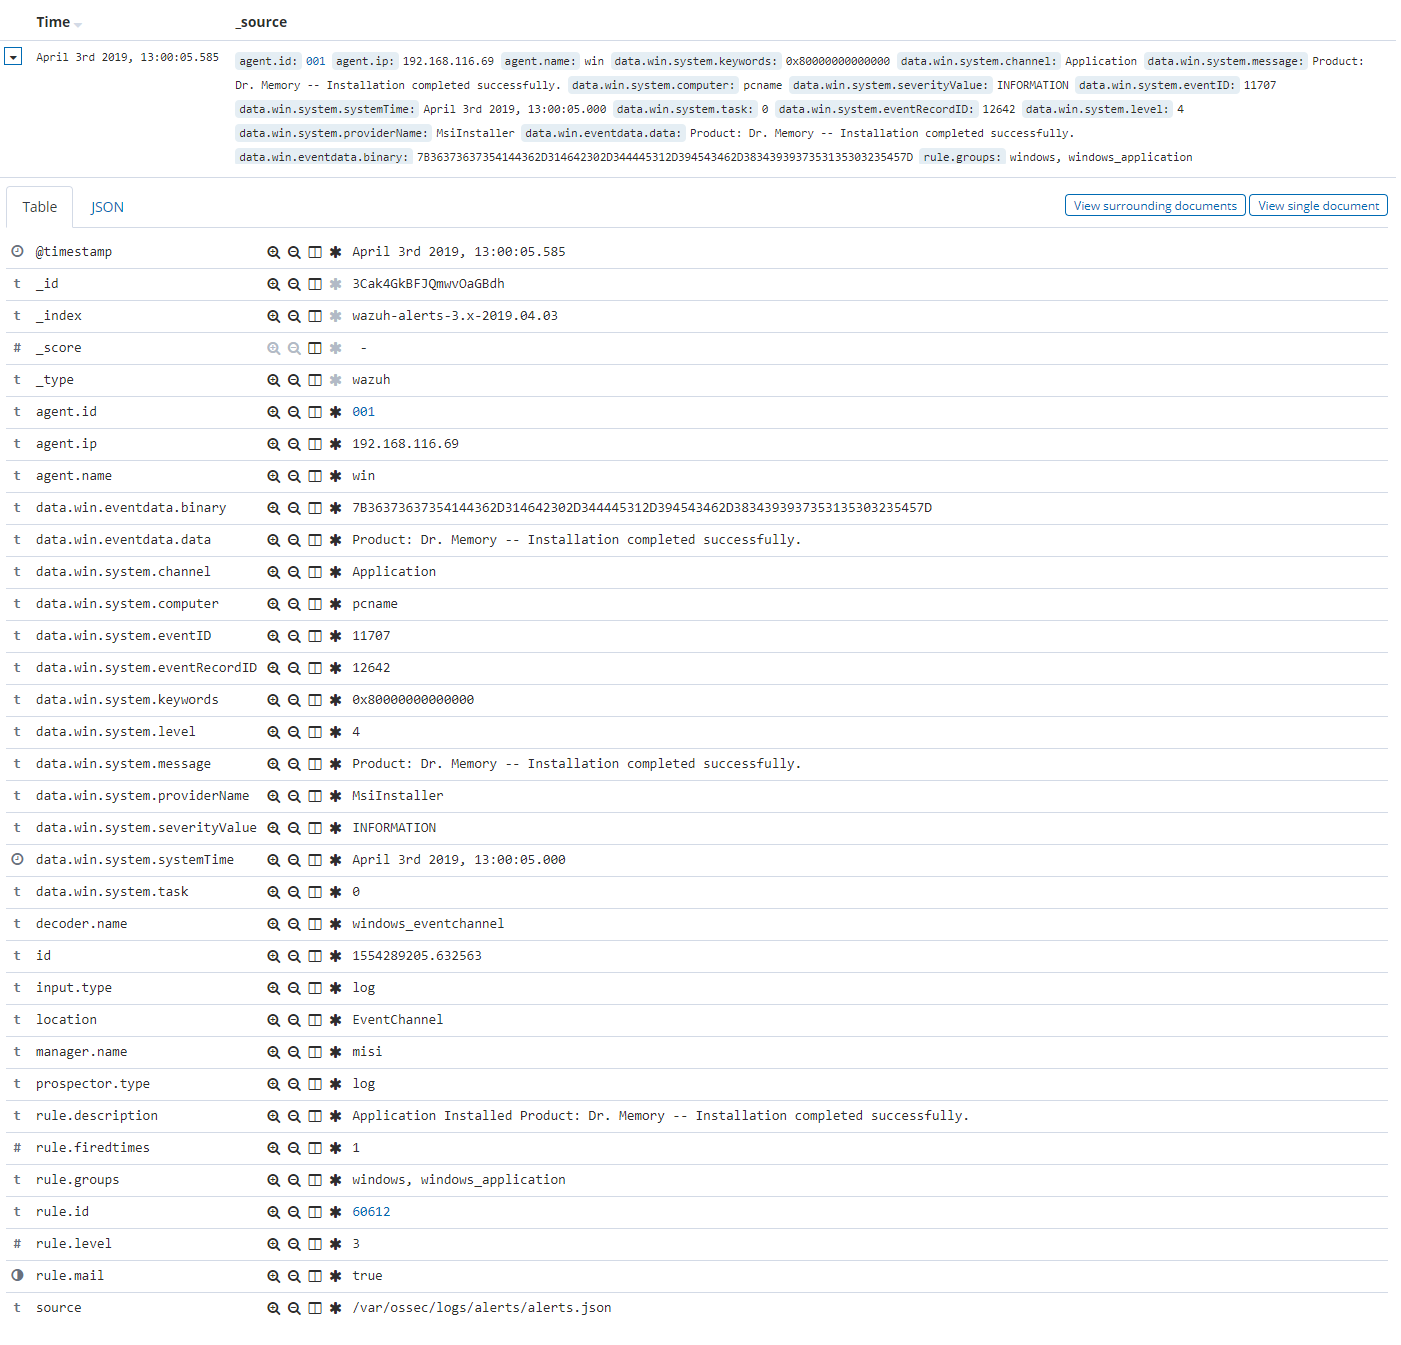 Time _source
April 3rd 2019, 13:00:05.585 agent.id: 001 agent.ip: 192.168.116.69 agent.name: win data.win.system.keywords: 0x80000000000000 data.win.system.channel: Application data.win.system.message: Product:
Dr. Memory -- Installation completed successfully. data.win.system.computer: pcname data.win.system.severityValue: INFORMATION data.win.system.eventID: 11707
data.win.system.systemTime: April 3rd 2019, 13:00:05.000 data.win.system.task: 0 data.win.system.eventRecordID: 12642 data.win.system.level: 4
data.win.system.providerName: MsiInstaller data.win.eventdata.data: Product: Dr. Memory -- Installation completed successfully.
data.win.eventdata.binary: 7B36373637354144362D314642302D344445312D394543462D3834393937353135303235457D rule.groups: windows, windows_application
Table JSON View surrounding documents View single document
@timestamp April 3rd 2019, 13:00:05.585
t _id 3Cak4GkBFJQmwvOaGBdh
t _index wazuh-alerts-3.x-2019.04.03
# _score -
t _type wazuh
t agent.id 001
t agent.ip 192.168.116.69
t agent.name win
t data.win.eventdata.binary 7B36373637354144362D314642302D344445312D394543462D3834393937353135303235457D
t data.win.eventdata.data Product: Dr. Memory -- Installation completed successfully.
t data.win.system.channel Application
t data.win.system.computer pcname
t data.win.system.eventID 11707
t data.win.system.eventRecordID 12642
t data.win.system.keywords 0x80000000000000
t data.win.system.level 4
t data.win.system.message Product: Dr. Memory -- Installation completed successfully.
t data.win.system.providerName MsiInstaller
t data.win.system.severityValue INFORMATION
data.win.system.systemTime April 3rd 2019, 13:00:05.000
t data.win.system.task 0
t decoder.name windows_eventchannel
t id 1554289205.632563
t input.type log
t location EventChannel
t manager.name misi
t prospector.type log
t rule.description Application Installed Product: Dr. Memory -- Installation completed successfully.
# rule.firedtimes 1
t rule.groups windows, windows_application
t rule.id 60612
# rule.level 3
rule.mail true
t source /var/ossec/logs/alerts/alerts.json